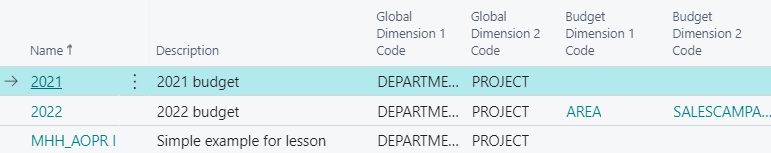 Global Global Budget Budget
Dimension 1 Dimension 2 Dimension 1 Dimension 2
Name ↑ Description Code Code Code Code
→ 2021 ⋮ 2021 budget DEPARTME... PROJECT
2022 2022 budget DEPARTME... PROJECT AREA SALESCAMPA...
MHH_AOPR Simple example for lesson DEPARTME... PROJECT